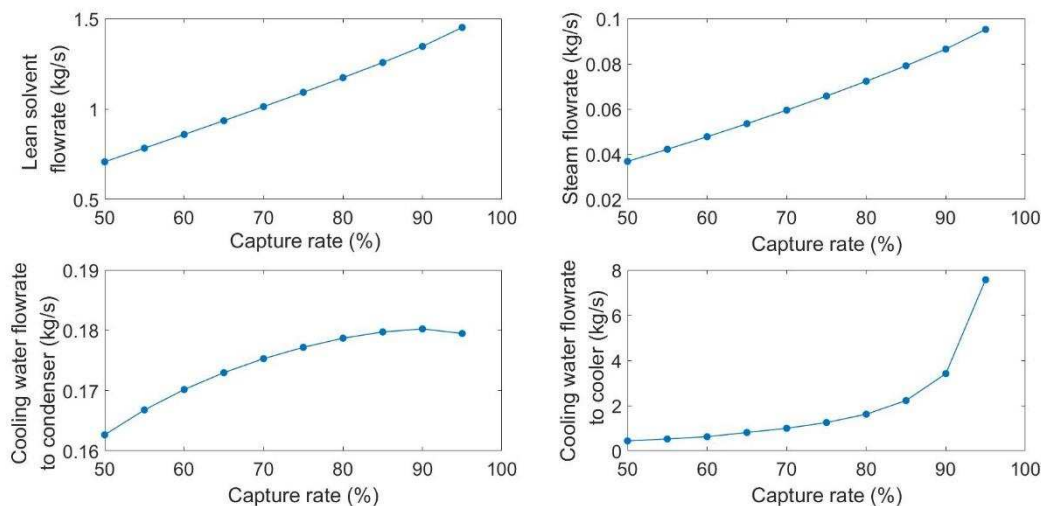 Lean solvent
flowrate (kg/s)
1.5
1
0.5
50 60 70 80 90 100
Capture rate (%)
Steam flowrate (kg/s)
0.1
0.08
0.06
0.04
0.02
50 60 70 80 90 100
Capture rate (%)
Cooling water flowrate
to condenser (kg/s)
0.19
0.18
0.17
0.16
50 60 70 80 90 100
Capture rate (%)
Cooling water flowrate
to cooler (kg/s)
8
6
4
2
0
50 60 70 80 90 100
Capture rate (%)